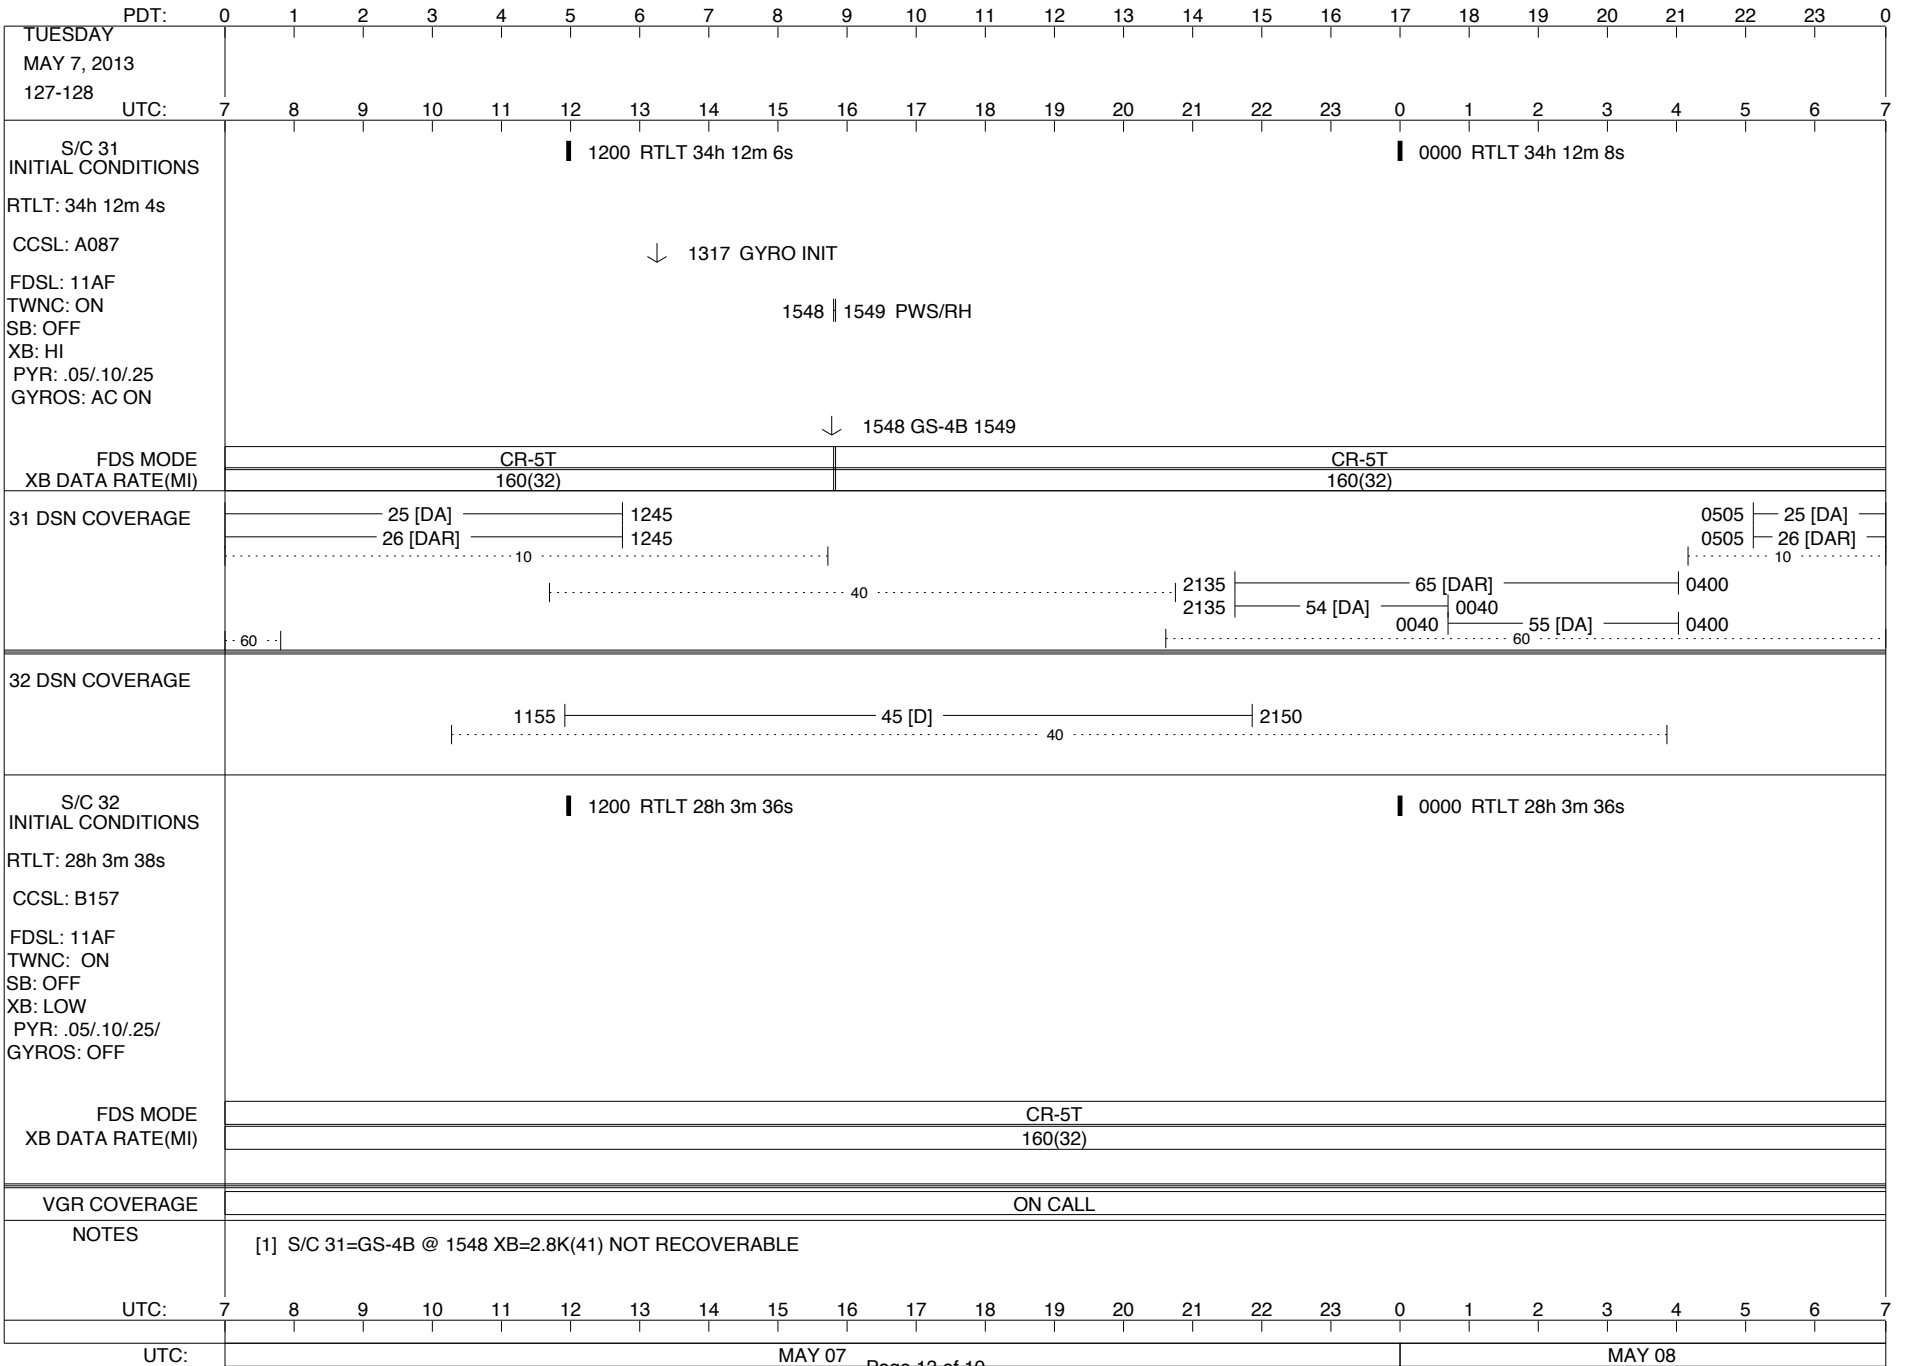 PDT: 0 1 2 3 4 5 6 7 8 9 10 11 12 13 14 15 16 17 18 19 20 21 22 23 0
TUESDAY
MAY 7, 2013
127-128
UTC: 7 8 9 10 11 12 13 14 15 16 17 18 19 20 21 22 23 0 1 2 3 4 5 6 7
S/C 31
INITIAL CONDITIONS
1200 RTLT 34h 12m 6s
0000 RTLT 34h 12m 8s
RTLT: 34h 12m 4s
CCSL: A087
1317 GYRO INIT
FDSL: 11AF
TWNC: ON
1548 1549 PWS/RH
SB: OFF
XB: HI
PYR: .05/.10/.25
GYROS: AC ON
1548 GS-4B 1549
FDS MODE CR-5T CR-5T
XB DATA RATE(MI) 160(32) 160(32)
31 DSN COVERAGE
25 [DA] 1245 0505 25 [DA]
26 [DAR] 1245 0505 26 [DAR]
10 10
40 2135 65 [DAR] 0400
2135 54 [DA] 0040
0040 55 [DA] 0400
60 60
32 DSN COVERAGE
1155 45 [D] 2150
40
S/C 32
INITIAL CONDITIONS
1200 RTLT 28h 3m 36s
0000 RTLT 28h 3m 36s
RTLT: 28h 3m 38s
CCSL: B157
FDSL: 11AF
TWNC: ON
SB: OFF
XB: LOW
PYR: .05/.10/.25/
GYROS: OFF
FDS MODE CR-5T
XB DATA RATE(MI) 160(32)
VGR COVERAGE ON CALL
NOTES
[1] S/C 31=GS-4B @ 1548 XB=2.8K(41) NOT RECOVERABLE
UTC: 7 8 9 10 11 12 13 14 15 16 17 18 19 20 21 22 23 0 1 2 3 4 5 6 7
UTC: MAY 07 MAY 08
Page 12 of 19